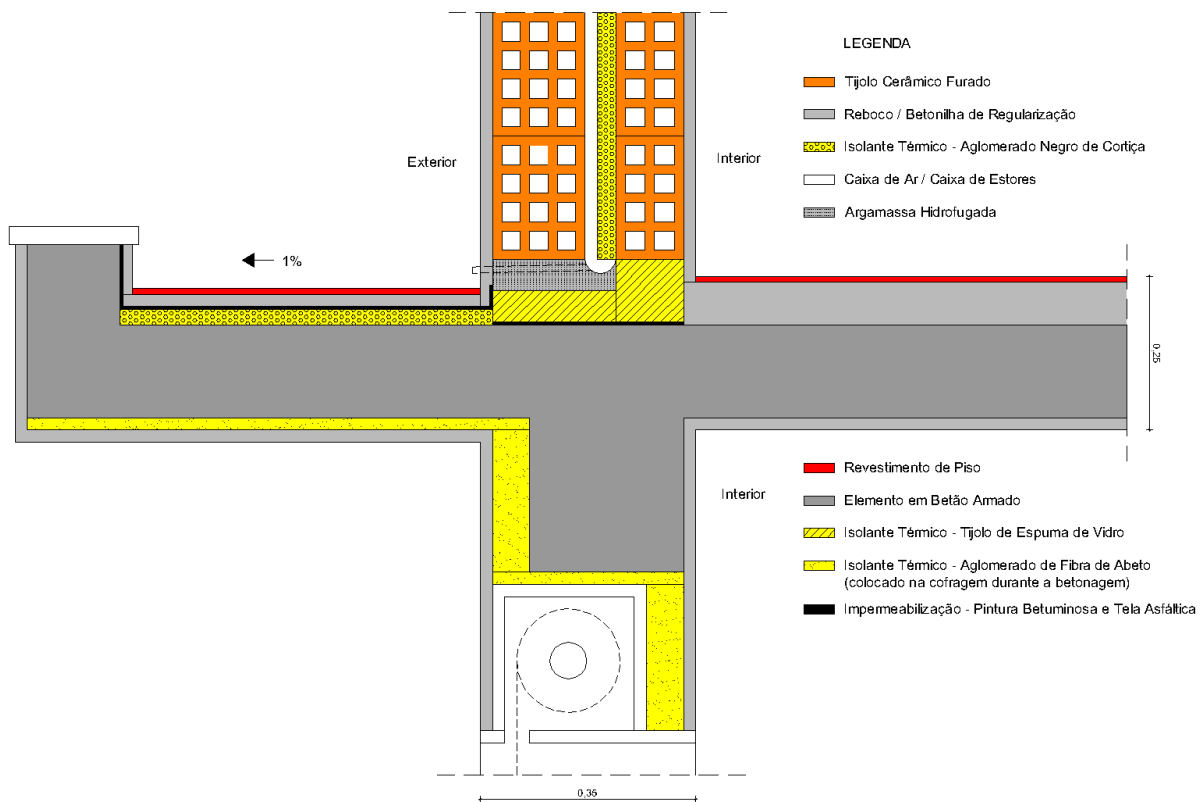 LEGENDA
Tijolo Cerâmico Furado
Reboco / Betonilha de Regularização
Isolante Térmico - Aglomerado Negro de Cortiça
Caixa de Ar / Caixa de Estores
Argamassa Hidrofugada
Exterior
Interior
1%
0,25
Interior
Revestimento de Piso
Elemento em Betão Armado
Isolante Térmico - Tijolo de Espuma de Vidro
Isolante Térmico - Aglomerado de Fibra de Abeto
(colocado na cofragem durante a betonagem)
Impermeabilização - Pintura Betuminosa e Tela Asfáltica
0,35